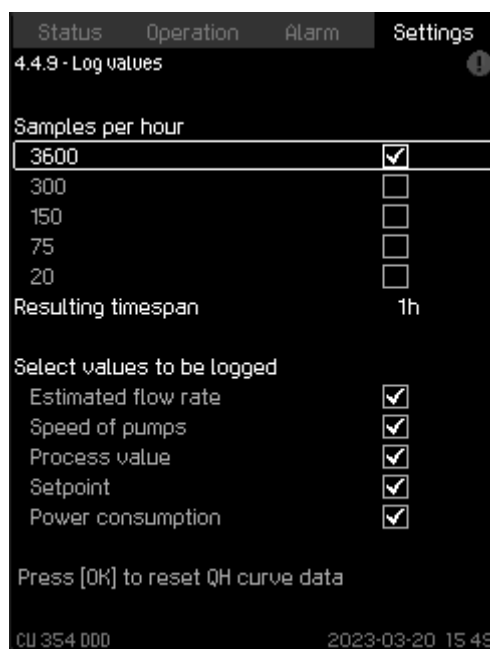 Status Operation Alarm Settings
4.4.9 - Log values
Samples per hour
3600
300
150
75
20
Resulting timespan 1h
Select values to be logged
Estimated flow rate
Speed of pumps
Process value
Setpoint
Power consumption
Press [OK] to reset QH curve data
CU 354 DDD 2023-03-20 15:49